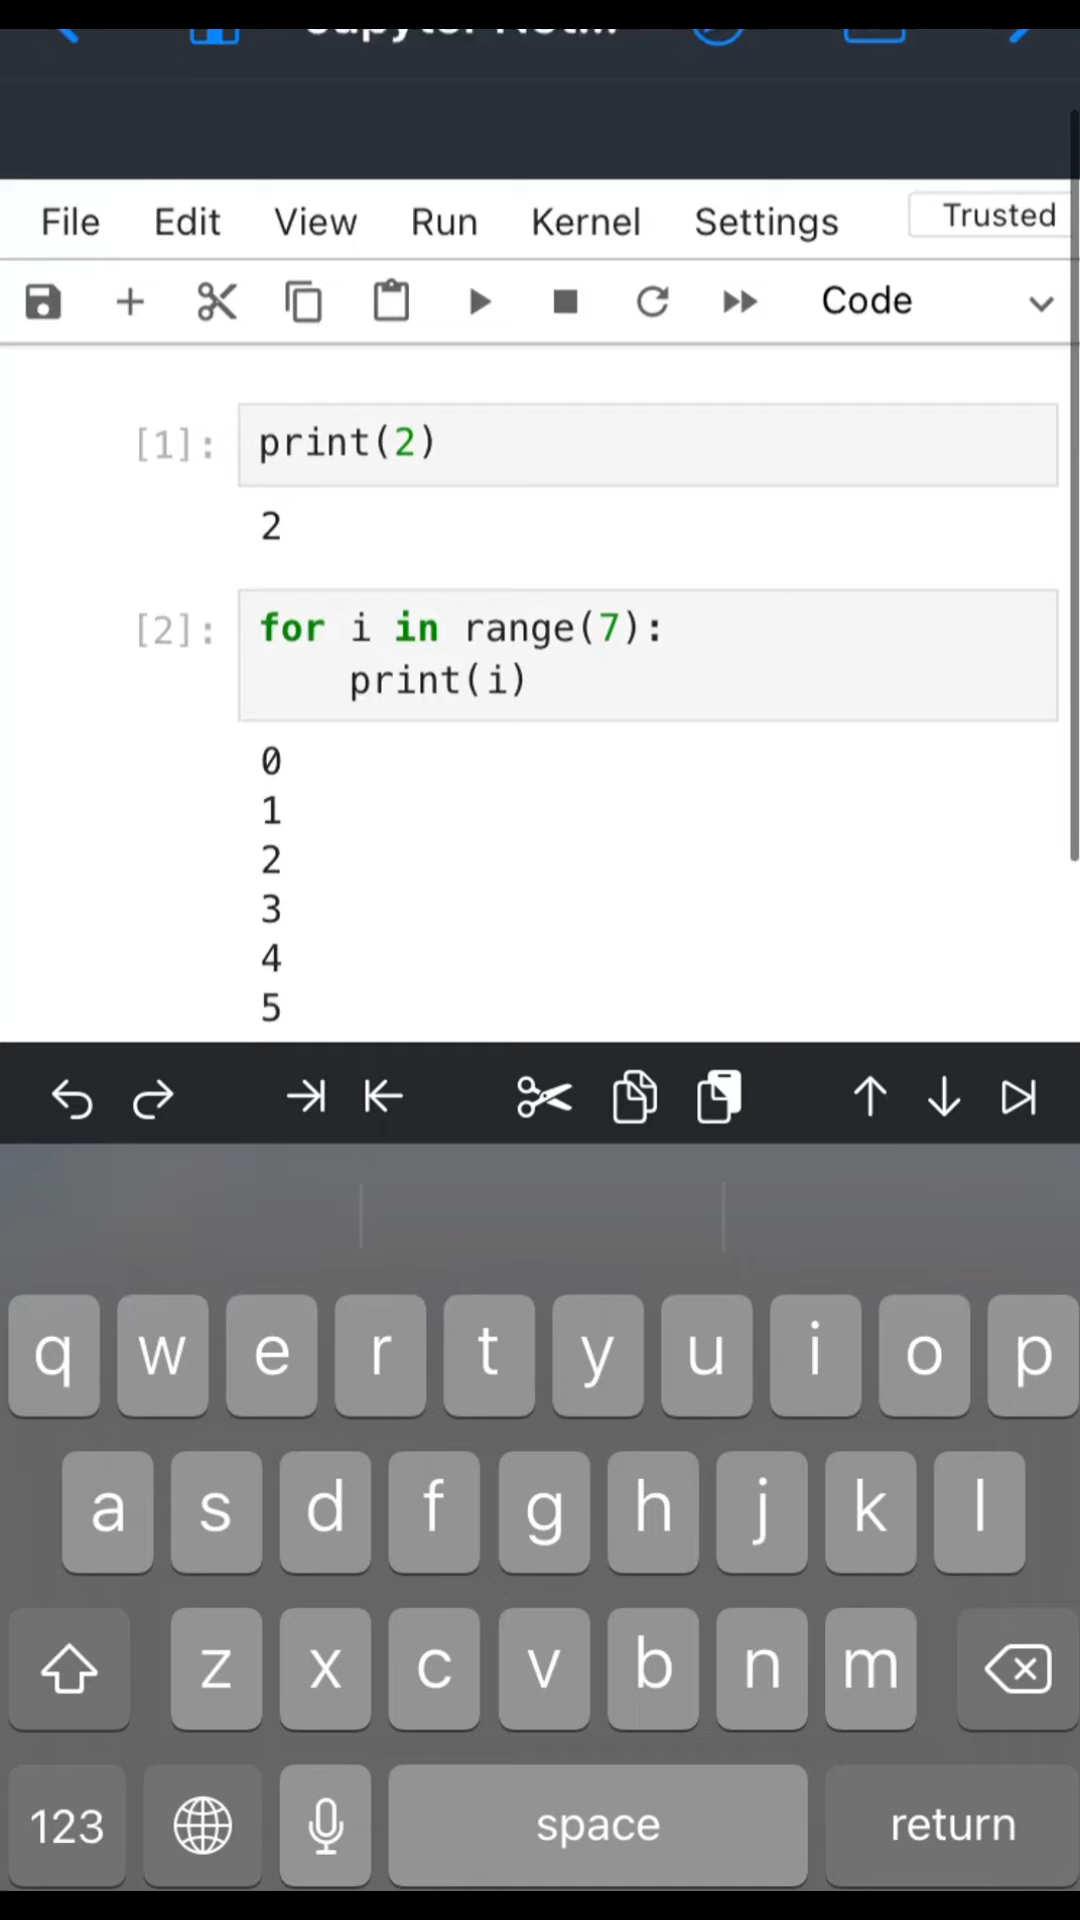 File Edit View Run Kernel Settings Trusted
Code
[1]: print(2)
2
[2]: for i in range(7):
    print(i)
0
1
2
3
4
5
q w e r t y u i o p
a s d f g h j k l
z x c v b n m
123 space return